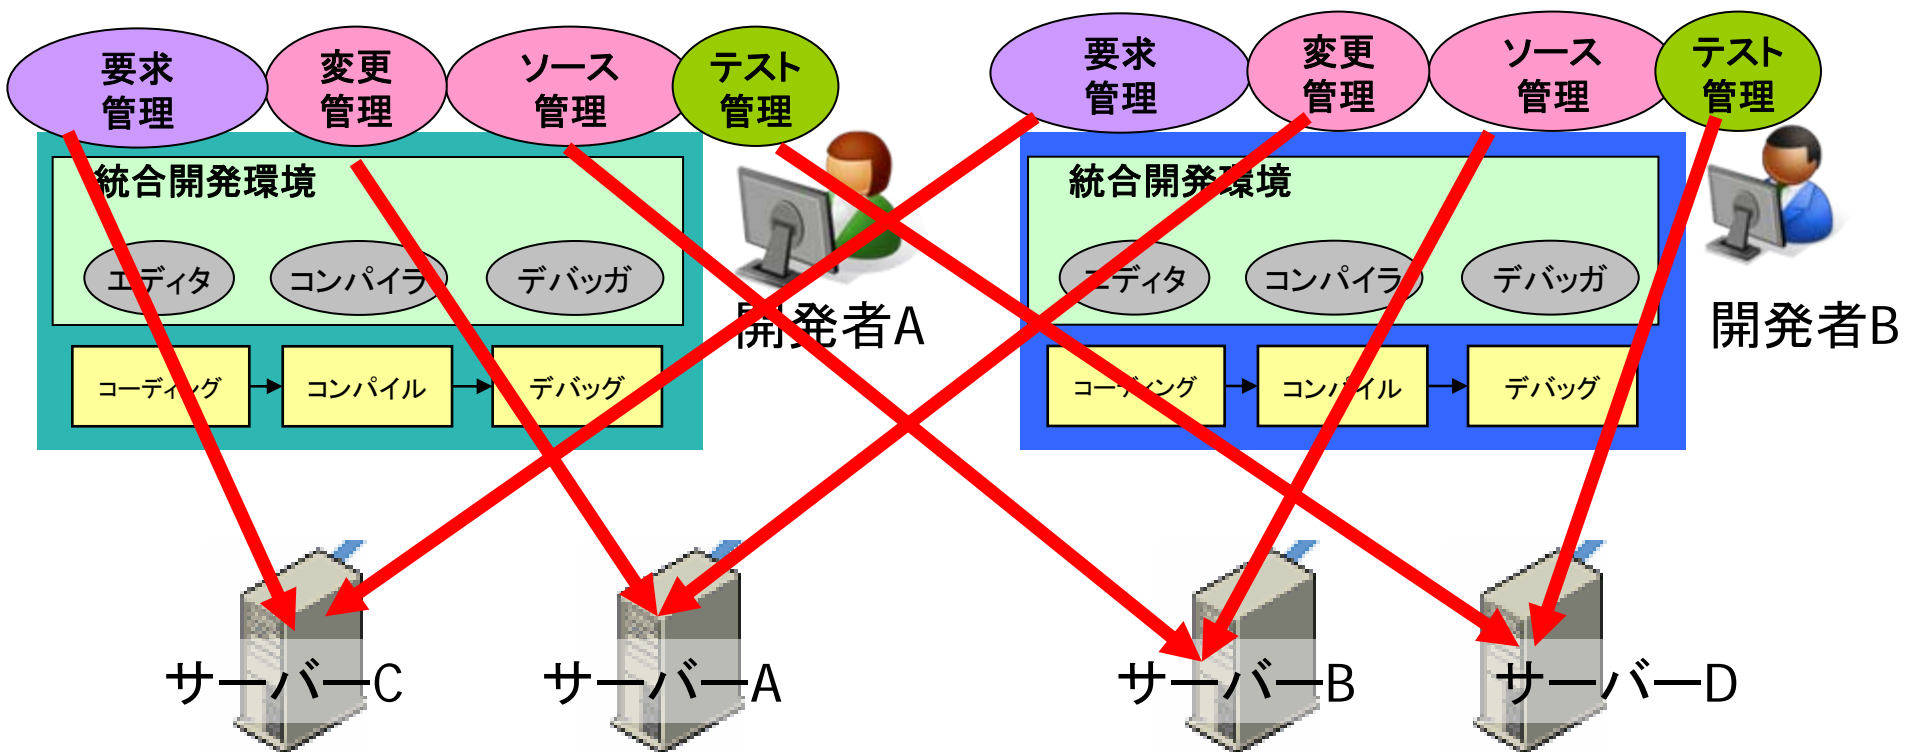 要求
管理
変更
管理
ソース
管理
テスト
管理
統合開発環境
エディタ
コンパイラ
デバッガ
コーディング
コンパイル
デバッグ
開発者A
要求
管理
変更
管理
ソース
管理
テスト
管理
統合開発環境
エディタ
コンパイラ
デバッガ
コーディング
コンパイル
デバッグ
開発者B
サーバーC
サーバーA
サーバーB
サーバーD